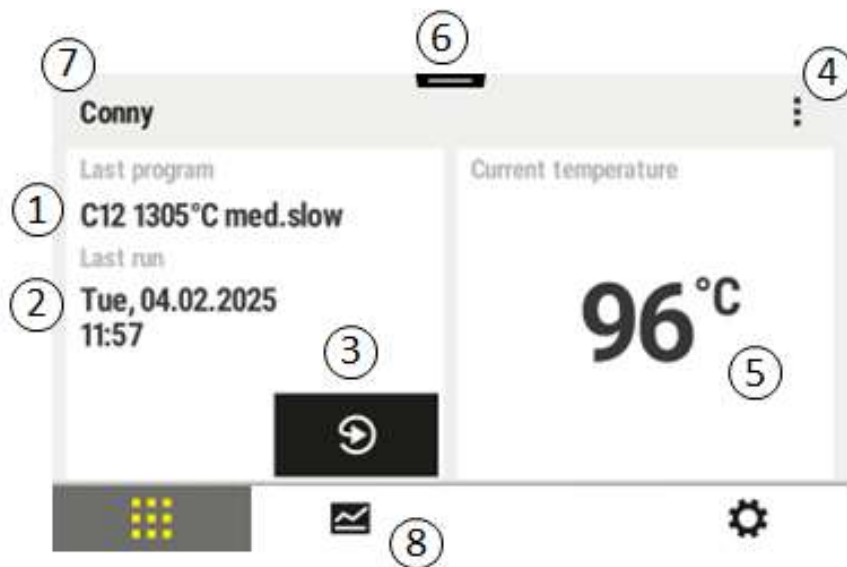 6
7
4
Conny
Last program
Current temperature
1
C12 1305°C med.slow
Last run
2
Tue, 04.02.2025
11:57
96 °C
3
5
8